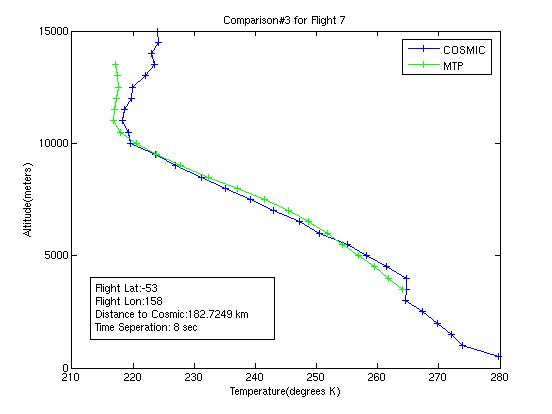 Comparison#3 for Flight 7
15000
COSMIC
MTP
10000
Altitude(meters)
5000
Flight Lat:-53
Flight Lon:158
Distance to Cosmic:182.7249 km
Time Seperation: 8 sec
0
210 220 230 240 250 260 270 280
Temperature(degrees K)